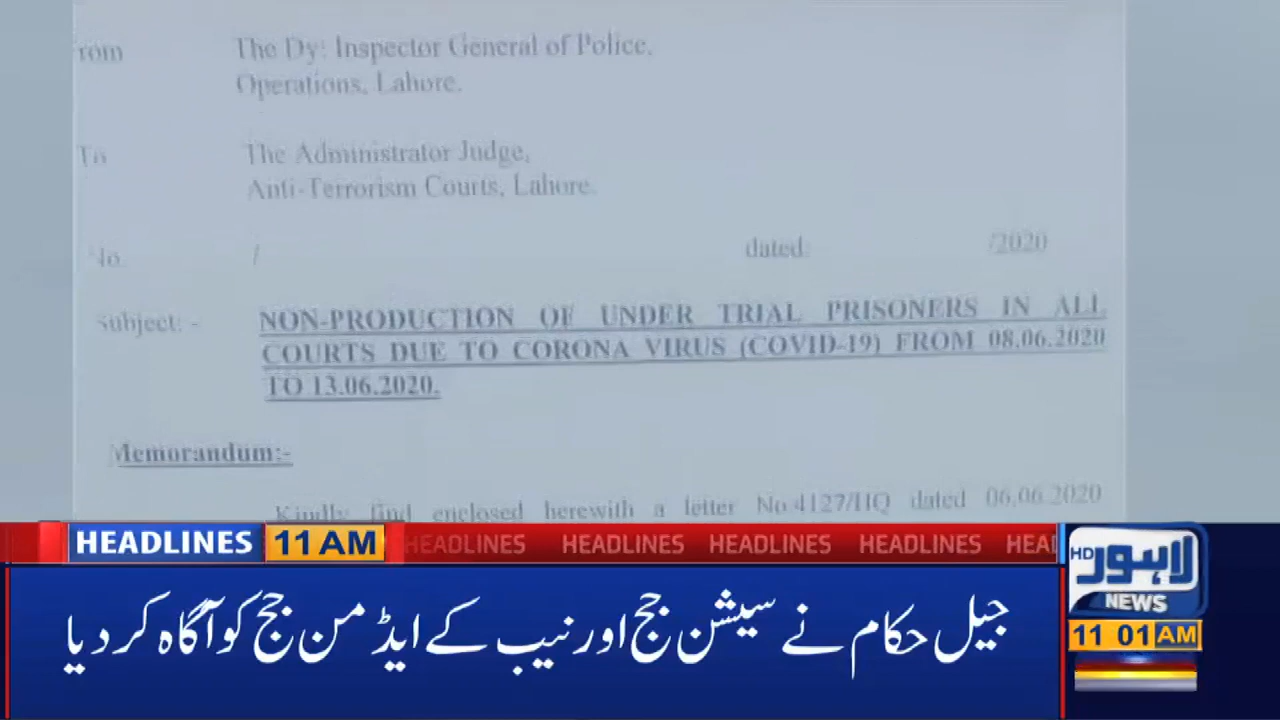 rom The Dy: Inspector General of Police,
Operations, Lahore.
To The Administrator Judge,
Anti-Terrorism Courts, Lahore.
No. / dated: /2020
Subject: - NON-PRODUCTION OF UNDER TRIAL PRISONERS IN ALL
COURTS DUE TO CORONA VIRUS (COVID-19) FROM 08.06.2020
TO 13.06.2020.
Memorandum:-
Kindly find enclosed herewith a letter No.4127/HQ dated 06.06.2020
HEADLINES 11 AM HEADLINES HEADLINES HEADLINES HEADLINES HEAD
جیل حکام نے سیشن جج اور نیب کے ایڈمن جج کو آگاہ کر دیا
HD لاہور
NEWS
11 01 AM